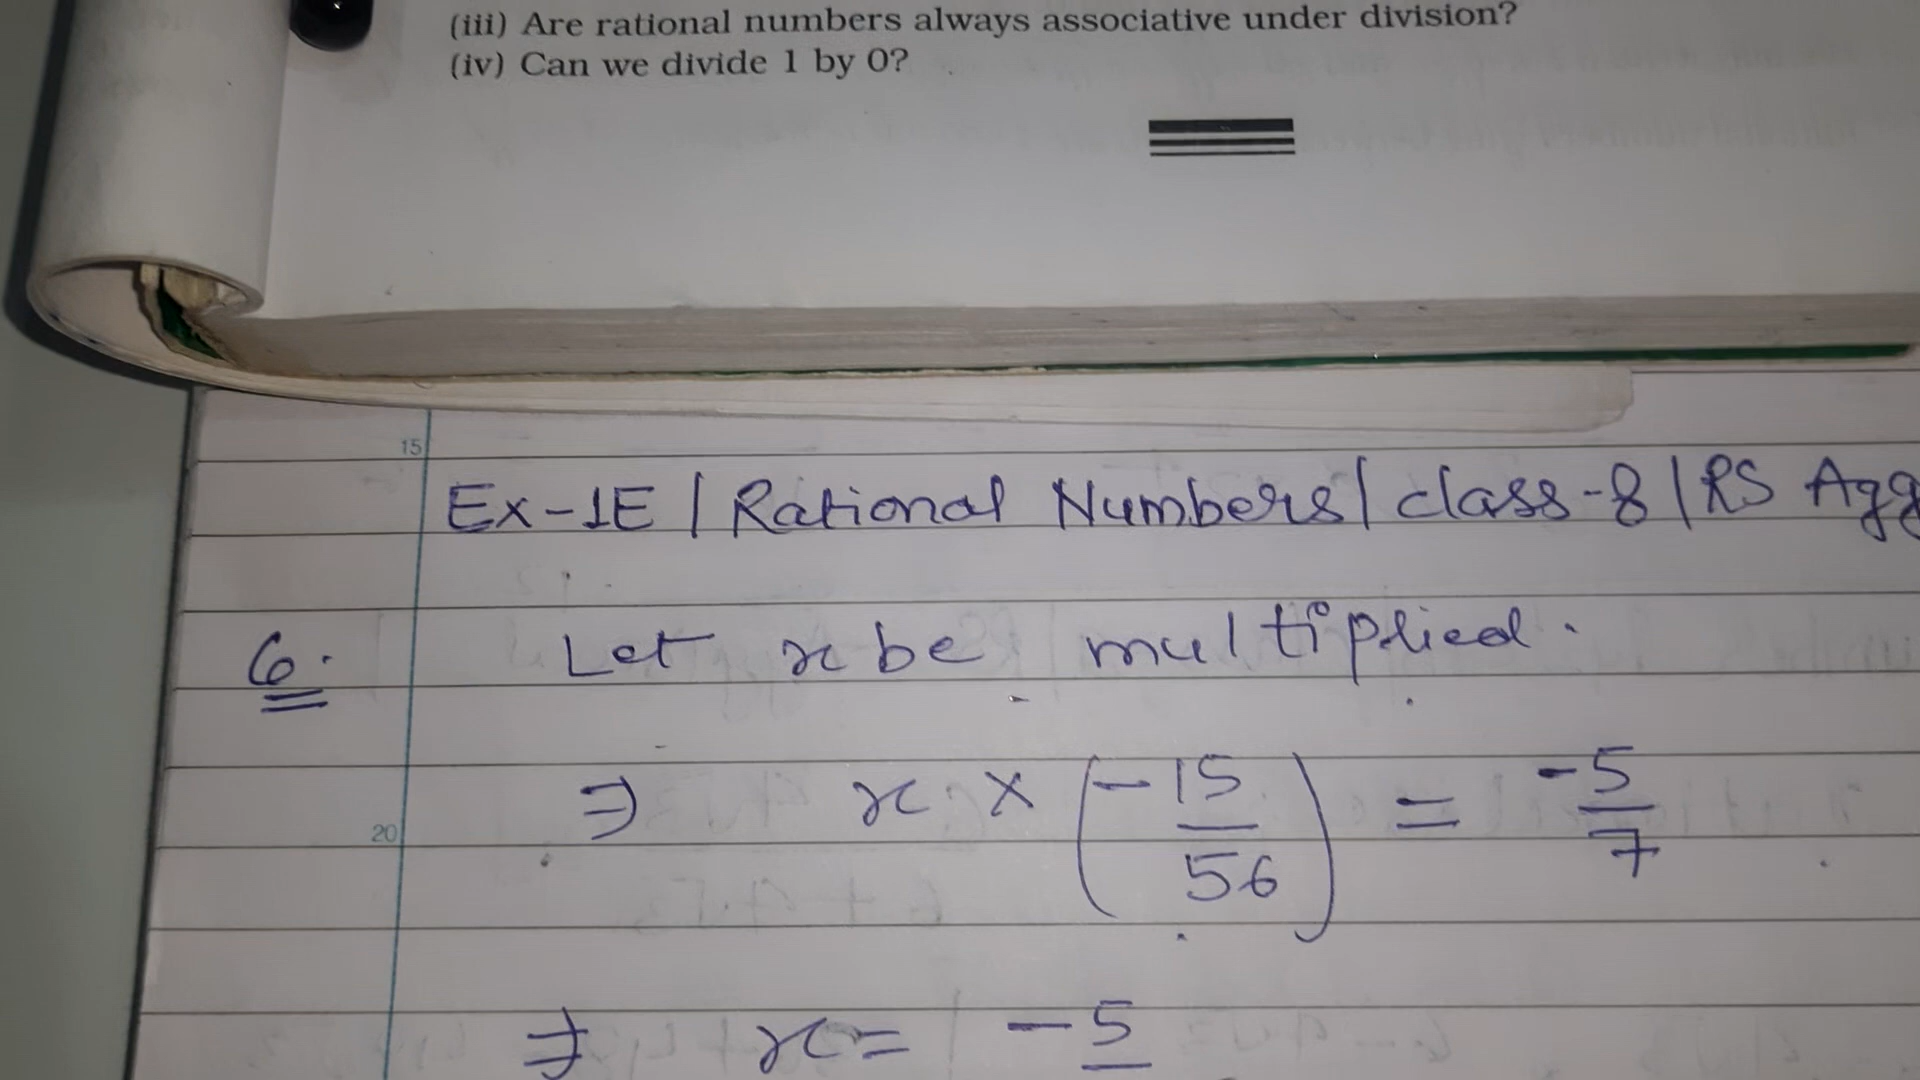 (iii) Are rational numbers always associative under division?
(iv) Can we divide 1 by 0?
15
Ex-1E | Rational Numbers | class-8 | RS Agg
6. Let x be multiplied.
20
⇒ x × (-15/56) = -5/7
⇒ x = -5